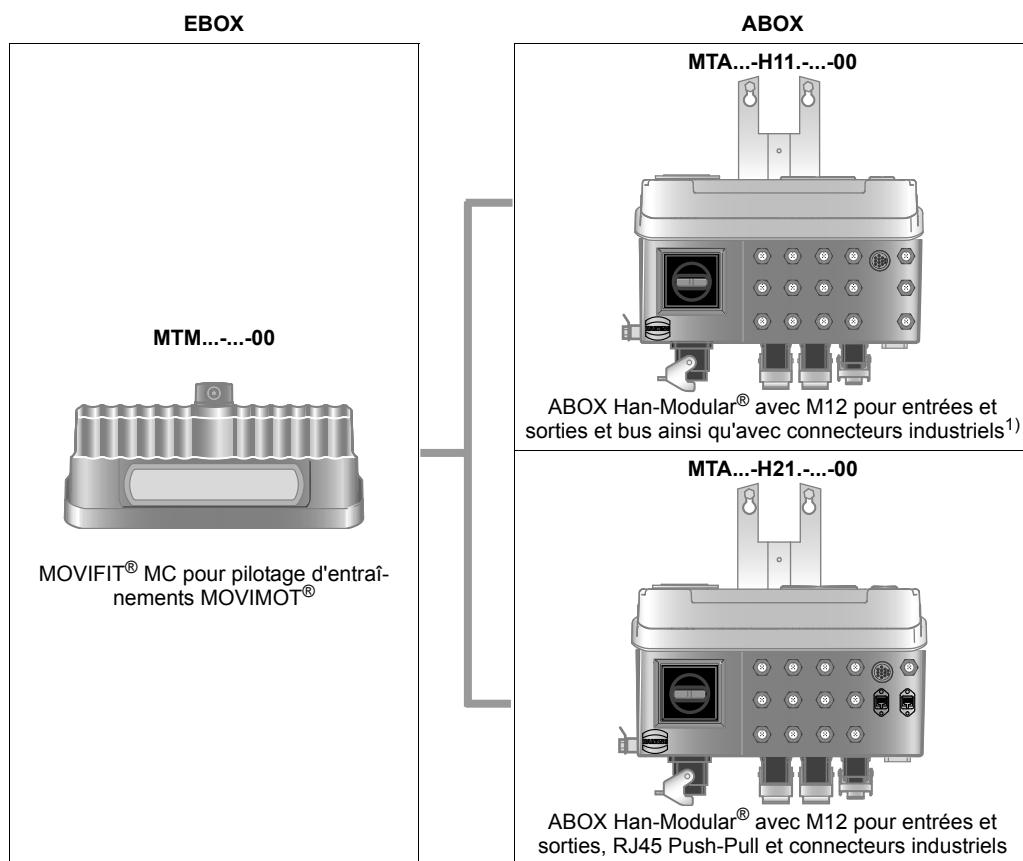 EBOX
ABOX
MTM...-...-00
MOVIFIT® MC pour pilotage d'entraî-
nements MOVIMOT®
MTA...-H11.-...-00
ABOX Han-Modular® avec M12 pour entrées et
sorties et bus ainsi qu'avec connecteurs industriels1)
MTA...-H21.-...-00
ABOX Han-Modular® avec M12 pour entrées et
sorties, RJ45 Push-Pull et connecteurs industriels